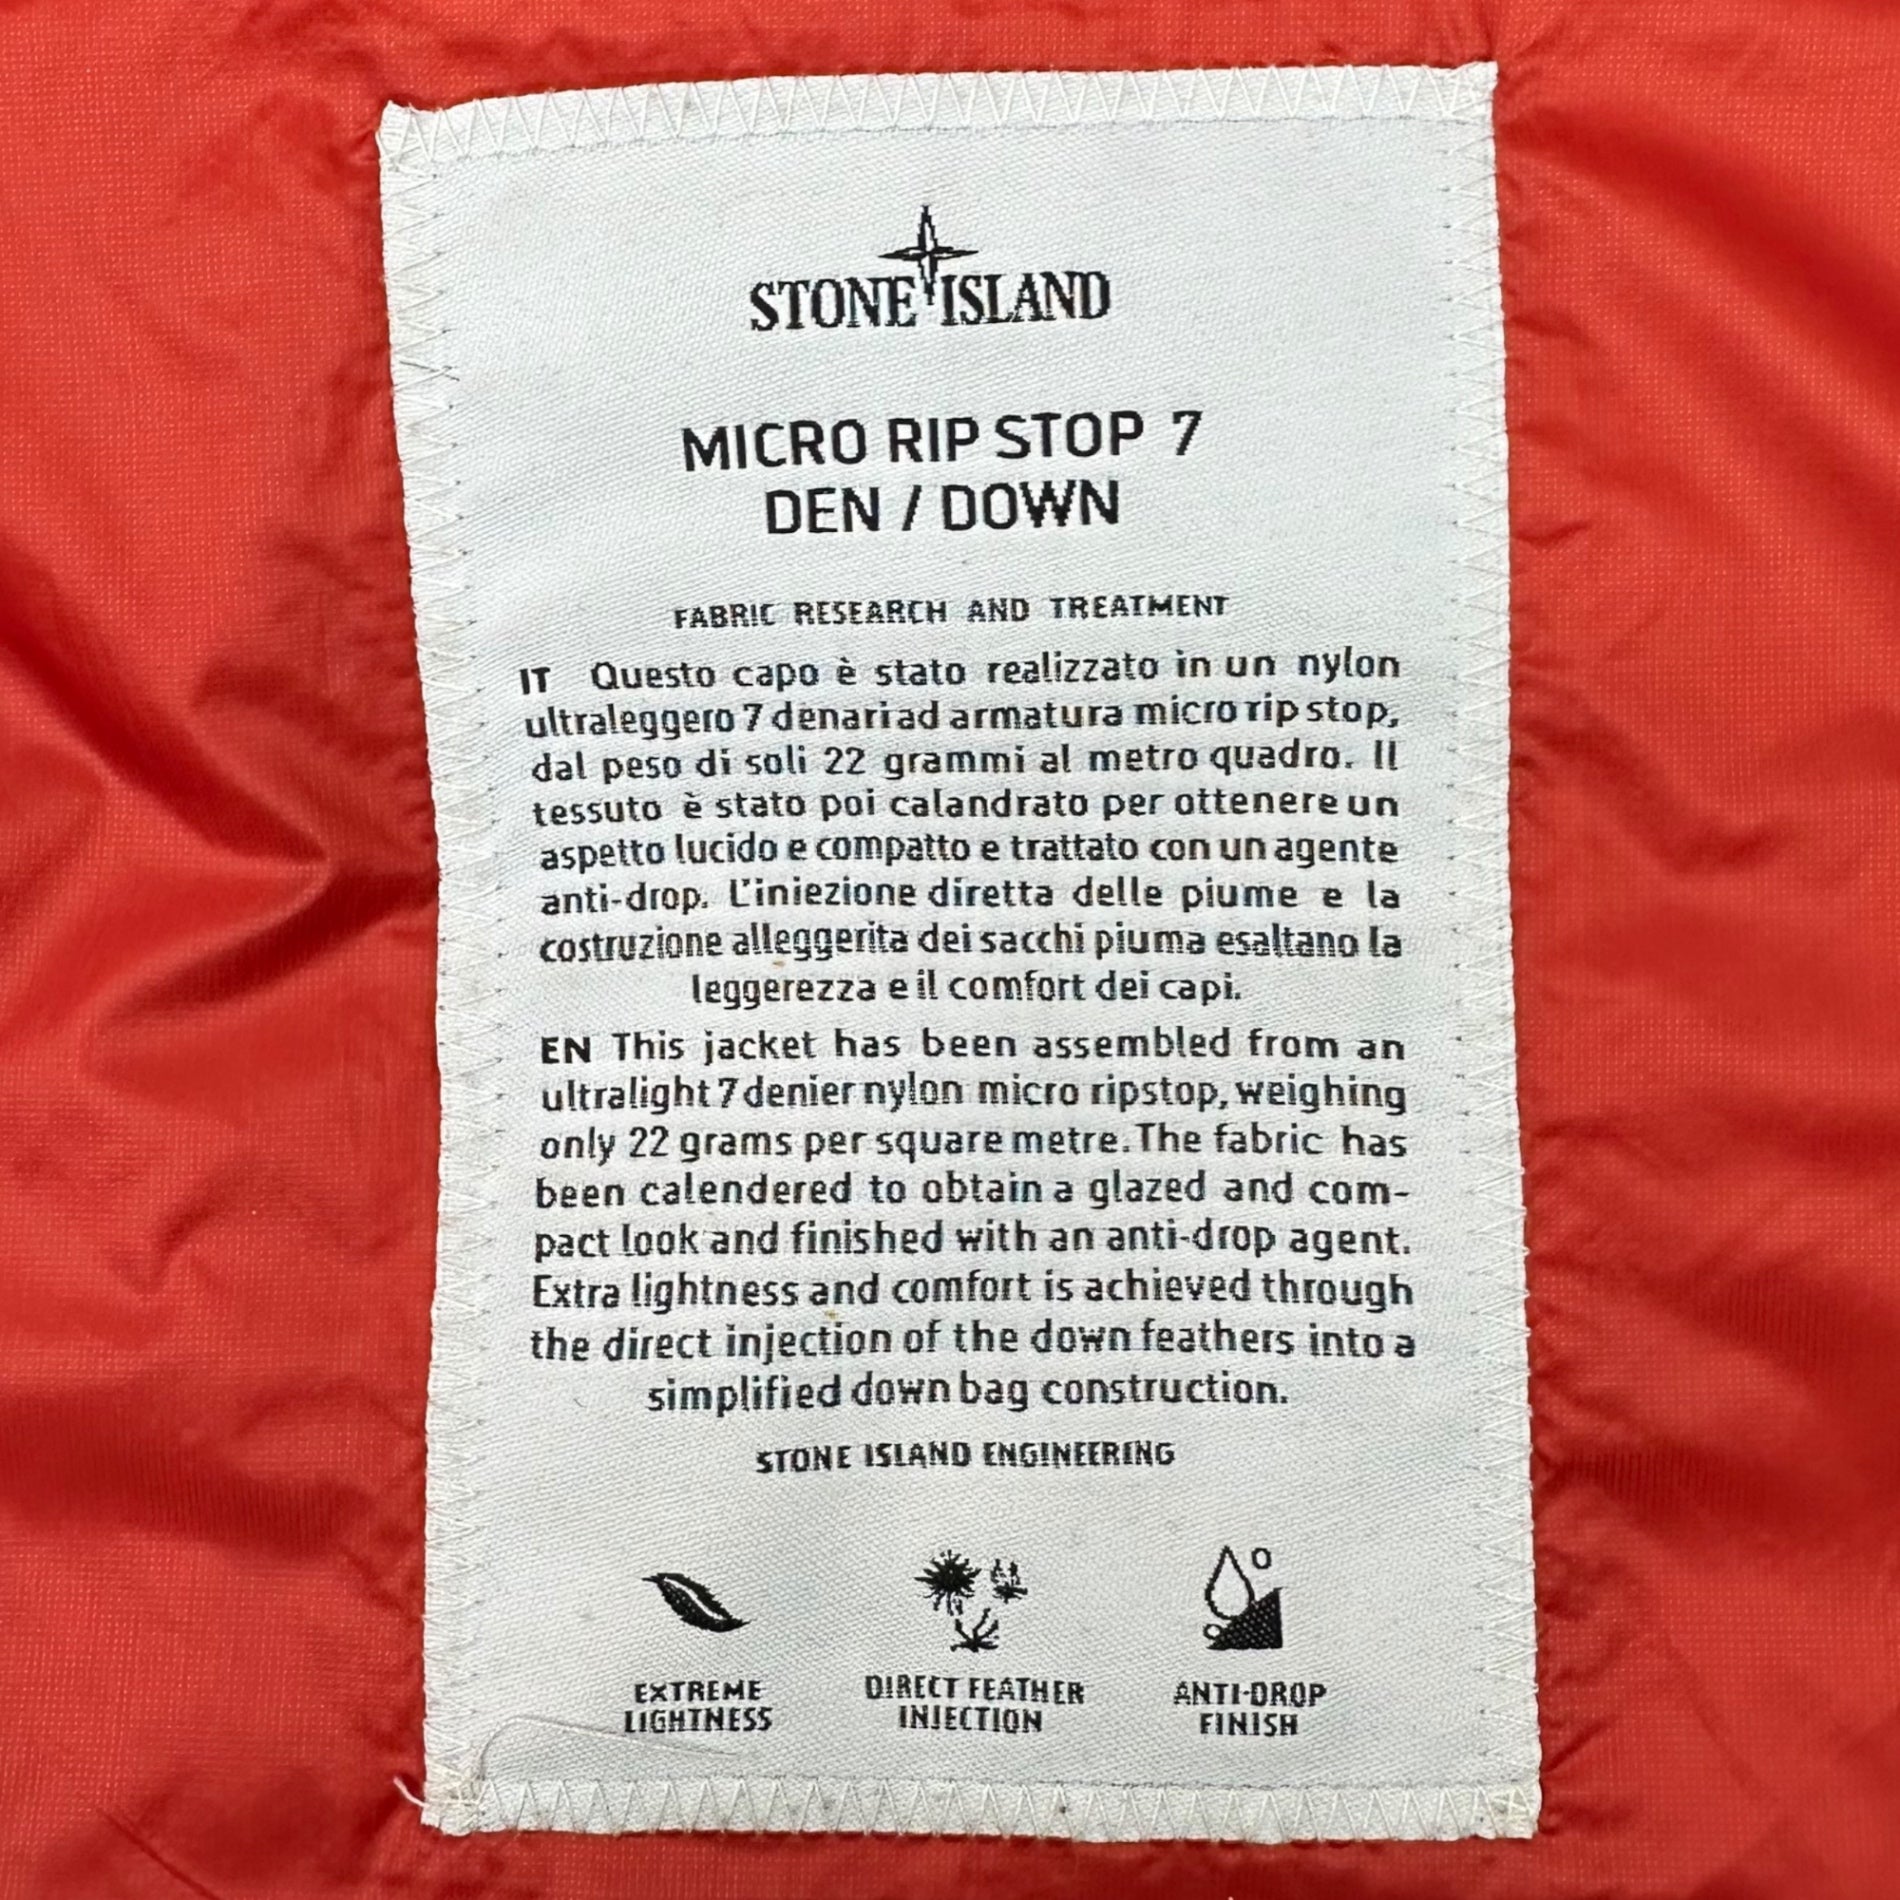 STONE ISLAND
MICRO RIP STOP 7
DEN / DOWN
FABRIC RESEARCH AND TREATMENT
IT Questo capo è stato realizzato in un nylon
ultraleggero 7 denari ad armatura micro rip stop,
dal peso di soli 22 grammi al metro quadro. Il
tessuto è stato poi calandrato per ottenere un
aspetto lucido e compatto e trattato con un agente
anti-drop. L'iniezione diretta delle piume e la
costruzione alleggerita dei sacchi piuma esaltano la
leggerezza e il comfort dei capi.
EN This jacket has been assembled from an
ultralight 7 denier nylon micro ripstop, weighing
only 22 grams per square metre. The fabric has
been calendered to obtain a glazed and com-
pact look and finished with an anti-drop agent.
Extra lightness and comfort is achieved through
the direct injection of the down feathers into a
simplified down bag construction.
STONE ISLAND ENGINEERING
EXTREME
LIGHTNESS
DIRECT FEATHER
INJECTION
ANTI-DROP
FINISH